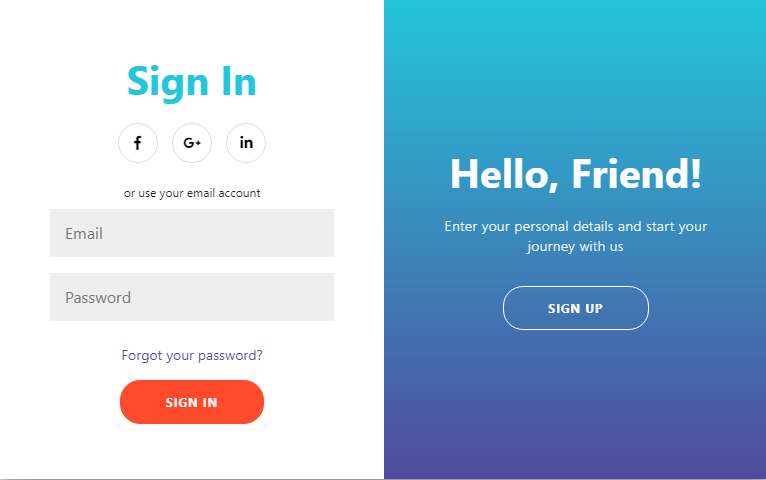 Sign In
f G+ in
or use your email account
Email
Password
Forgot your password?
SIGN IN
Hello, Friend!
Enter your personal details and start your
journey with us
SIGN UP